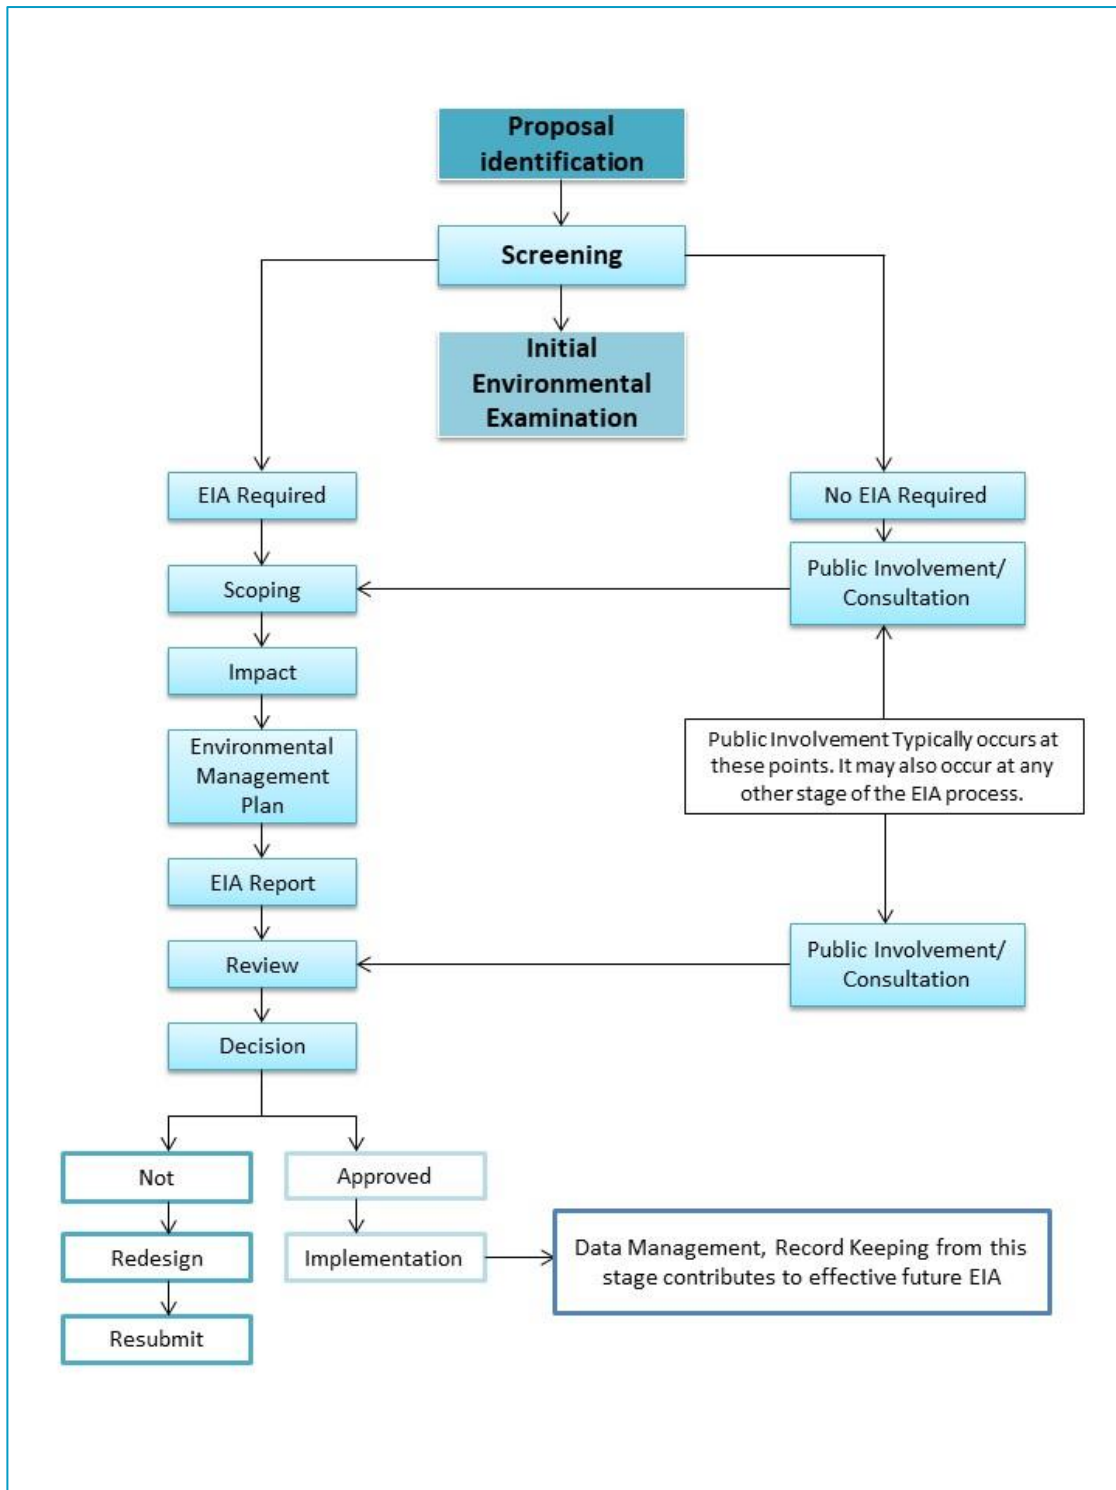 Proposal
identification
Screening
Initial
Environmental
Examination
EIA Required
No EIA Required
Scoping
Public Involvement/
Consultation
Impact
Environmental
Management
Plan
Public Involvement Typically occurs at
these points. It may also occur at any
other stage of the EIA process.
EIA Report
Review
Public Involvement/
Consultation
Decision
Not
Approved
Redesign
Implementation
Data Management, Record Keeping from this
stage contributes to effective future EIA
Resubmit